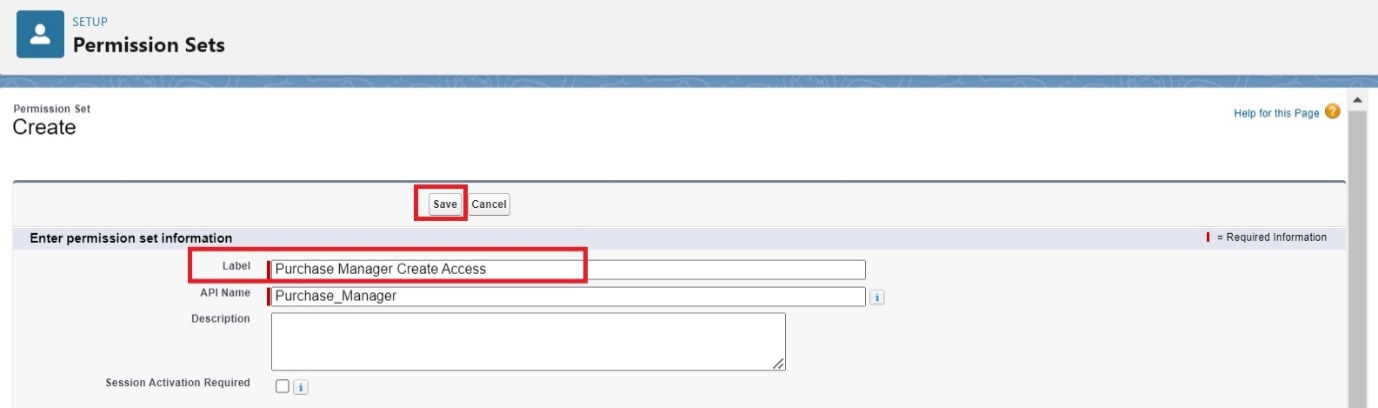 SETUP
Permission Sets
Permission Set
Create
Help for this Page ?
Save Cancel
Enter permission set information
= Required Information
Label Purchase Manager Create Access
API Name Purchase_Manager i
Description
Session Activation Required i